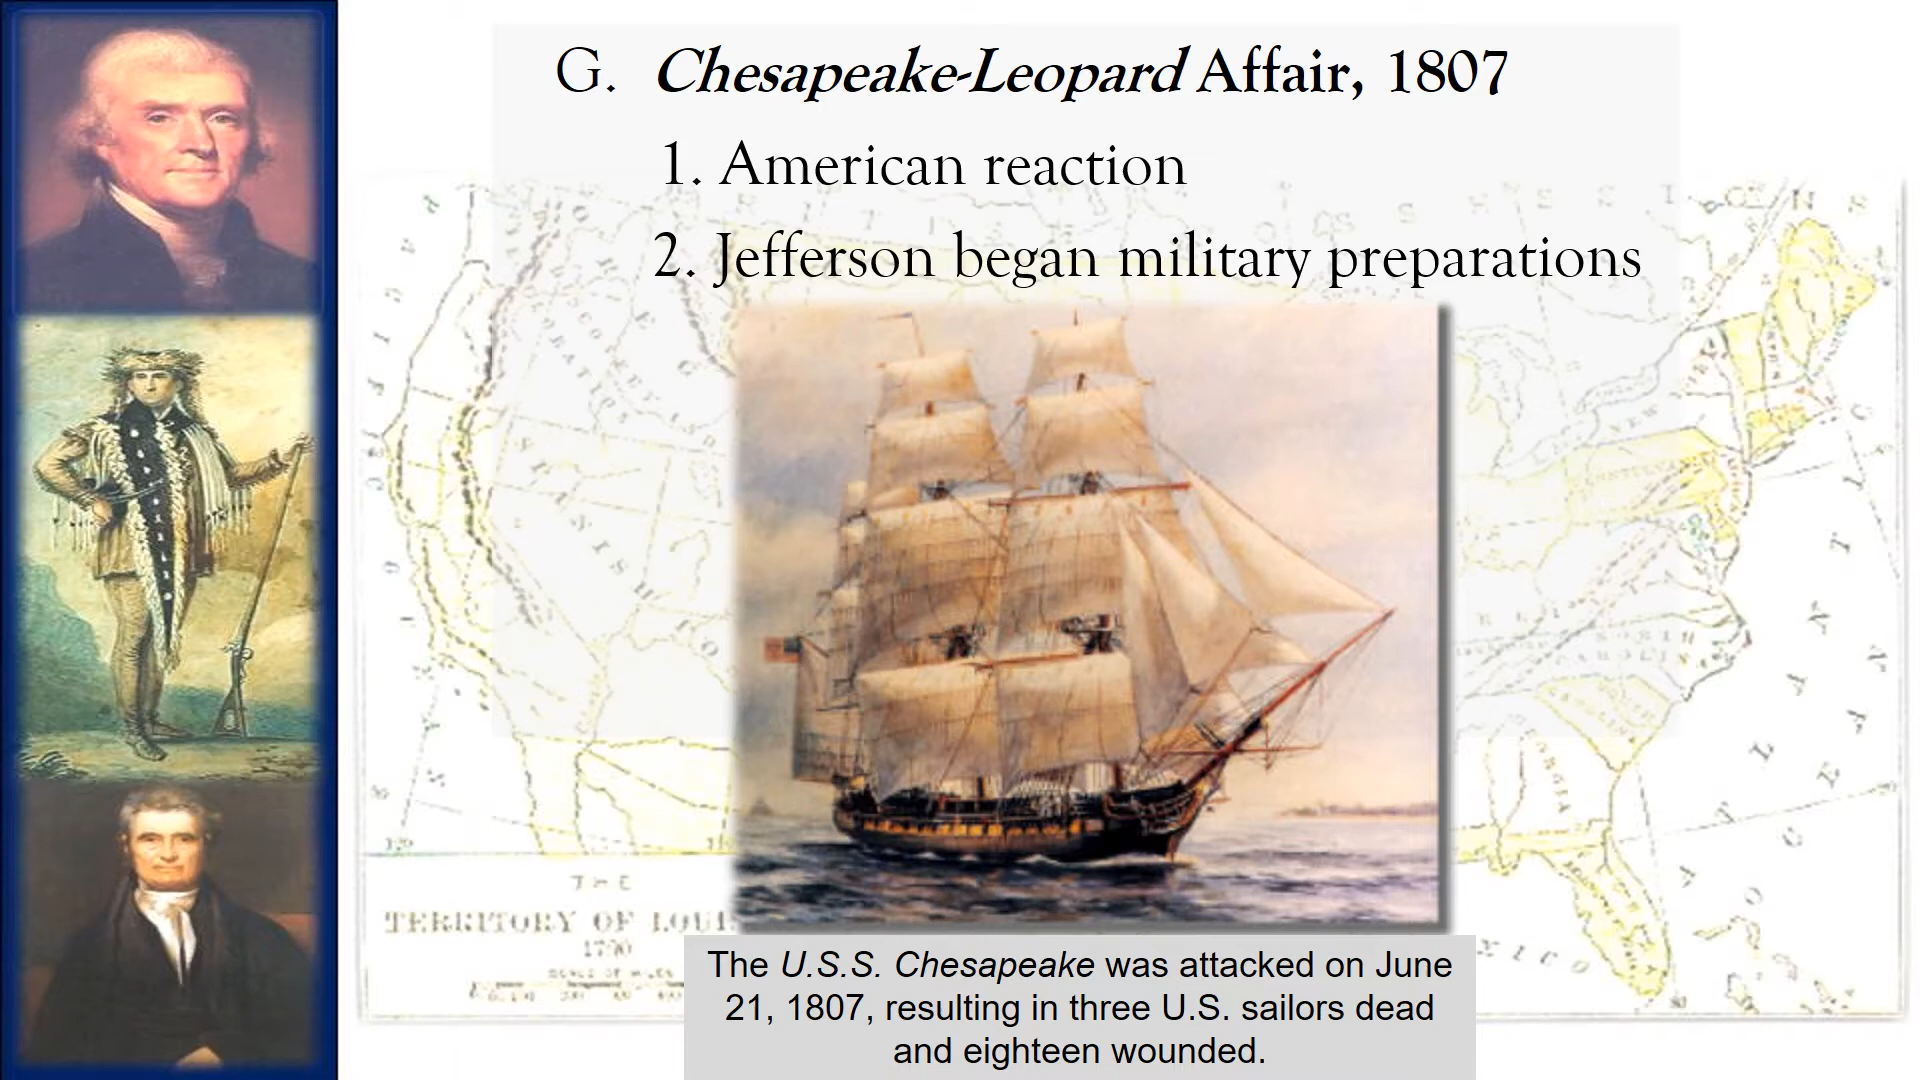 G. Chesapeake-Leopard Affair, 1807
1. American reaction
2. Jefferson began military preparations
THE
TERRITORY OF
1790
The U.S.S. Chesapeake was attacked on June
21, 1807, resulting in three U.S. sailors dead
and eighteen wounded.